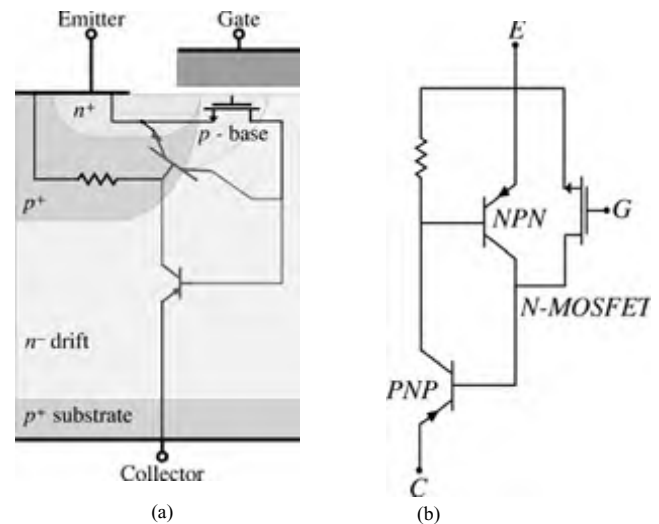 Emitter
Gate
n+
p - base
p+
n− drift
p+ substrate
Collector
(a)
E
NPN
G
N-MOSFET
PNP
C
(b)